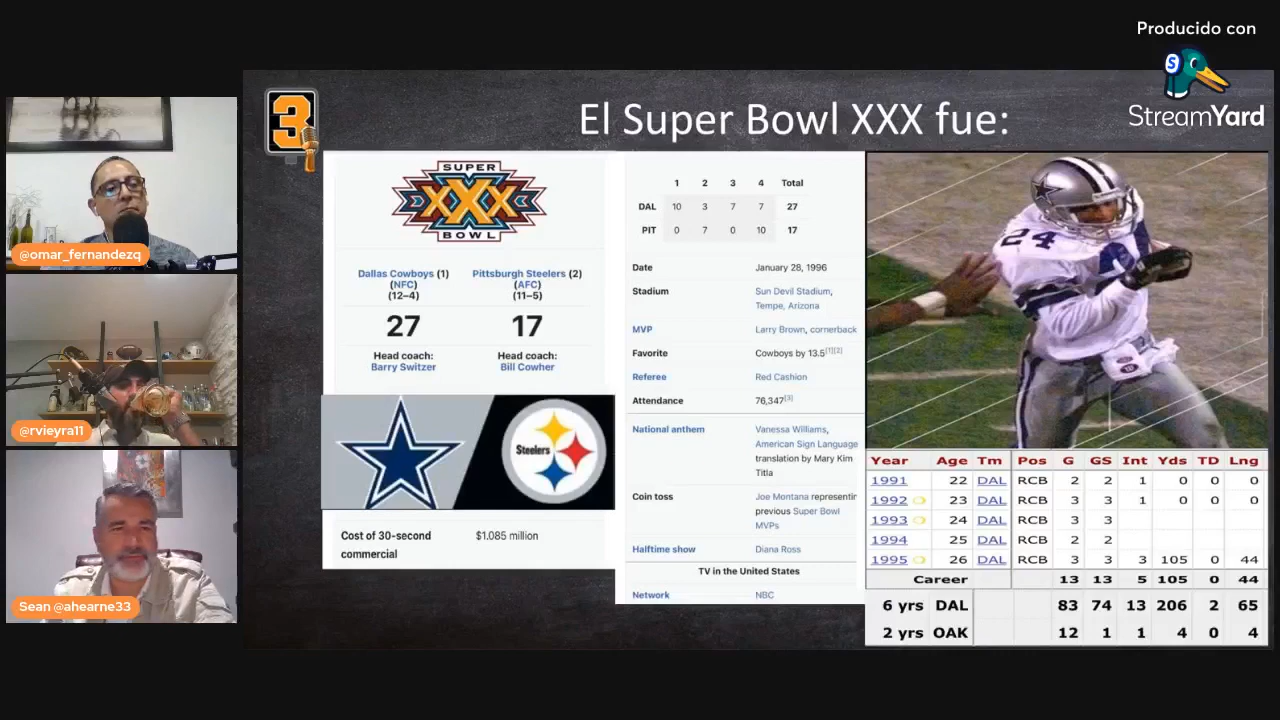 Producido con
S
StreamYard
3
El Super Bowl XXX fue:
@omar_fernandezq
@rvieyra11
Sean @ahearne33
SUPER
XXX
BOWL
Dallas Cowboys (1) Pittsburgh Steelers (2)
(NFC) (AFC)
(12–4) (11–5)
27 17
Head coach: Head coach:
Barry Switzer Bill Cowher
Steelers
Cost of 30-second $1.085 million
commercial
1 2 3 4 Total
DAL 10 3 7 7 27
PIT 0 7 0 10 17
Date January 28, 1996
Stadium Sun Devil Stadium,
Tempe, Arizona
MVP Larry Brown, cornerback
Favorite Cowboys by 13.5[1][2]
Referee Red Cashion
Attendance 76,347[3]
National anthem Vanessa Williams,
American Sign Language
translation by Mary Kim
Titla
Coin toss Joe Montana representin
previous Super Bowl
MVPs
Halftime show Diana Ross
TV in the United States
Network NBC
24
Year Age Tm Pos G GS Int Yds TD Lng
1991 22 DAL RCB 2 2 1 0 0 0
1992 23 DAL RCB 3 3 1 0 0 0
1993 24 DAL RCB 3 3
1994 25 DAL RCB 2 2
1995 26 DAL RCB 3 3 3 105 0 44
Career 13 13 5 105 0 44
6 yrs DAL 83 74 13 206 2 65
2 yrs OAK 12 1 1 4 0 4